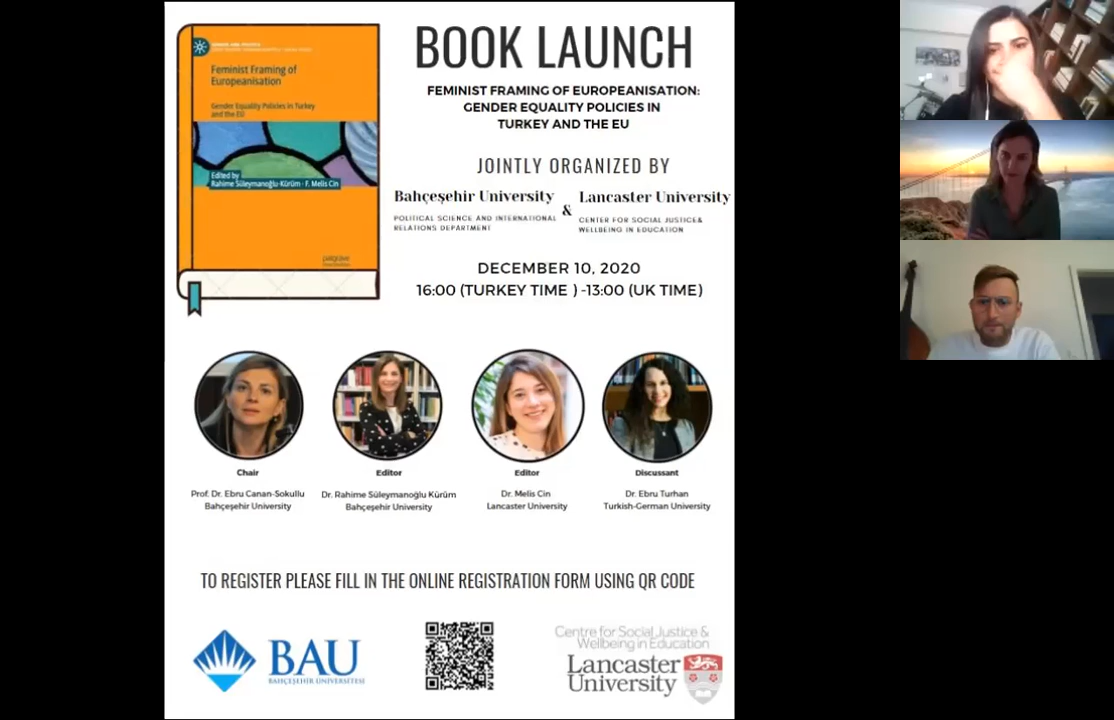 Feminist Framing of
Europeanisation
Gender Equality Policies in Turkey
and the EU
Edited by
Rahime Süleymanoğlu-Kürüm · F. Melis Cin
palgrave
BOOK LAUNCH
FEMINIST FRAMING OF EUROPEANISATION:
GENDER EQUALITY POLICIES IN
TURKEY AND THE EU
JOINTLY ORGANIZED BY
Bahçeşehir University & Lancaster University
POLITICAL SCIENCE AND INTERNATIONAL
RELATIONS DEPARTMENT
CENTER FOR SOCIAL JUSTICE&
WELLBEING IN EDUCATION
DECEMBER 10, 2020
16:00 (TURKEY TIME ) -13:00 (UK TIME)
Chair
Prof. Dr. Ebru Canan-Sokullu
Bahçeşehir University
Editor
Dr. Rahime Süleymanoğlu Kürüm
Bahçeşehir University
Editor
Dr. Melis Cin
Lancaster University
Discussant
Dr. Ebru Turhan
Turkish-German University
TO REGISTER PLEASE FILL IN THE ONLINE REGISTRATION FORM USING QR CODE
BAU
BAHÇEŞEHİR ÜNİVERSİTESİ
Centre for Social Justice &
Wellbeing in Education
Lancaster
University